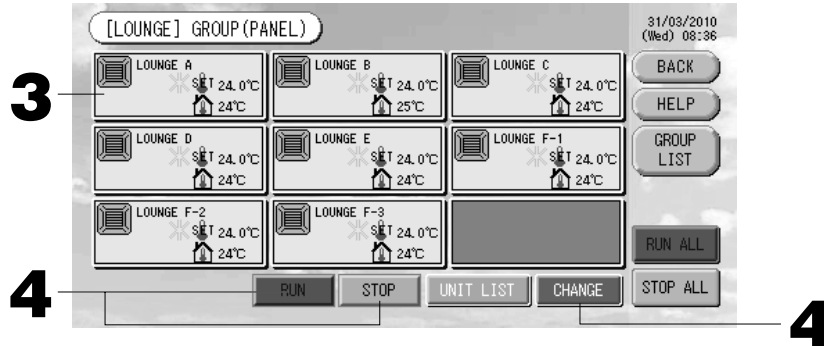 [LOUNGE] GROUP(PANEL)
31/03/2010
(Wed) 08:36
3
LOUNGE A
SET 24.0°C
24°C
LOUNGE B
SET 24.0°C
25°C
LOUNGE C
SET 24.0°C
24°C
BACK
HELP
LOUNGE D
SET 24.0°C
24°C
LOUNGE E
SET 24.0°C
24°C
LOUNGE F-1
SET 24.0°C
24°C
GROUP
LIST
LOUNGE F-2
SET 24.0°C
24°C
LOUNGE F-3
SET 24.0°C
24°C
RUN ALL
4
RUN
STOP
UNIT LIST
CHANGE
STOP ALL
4